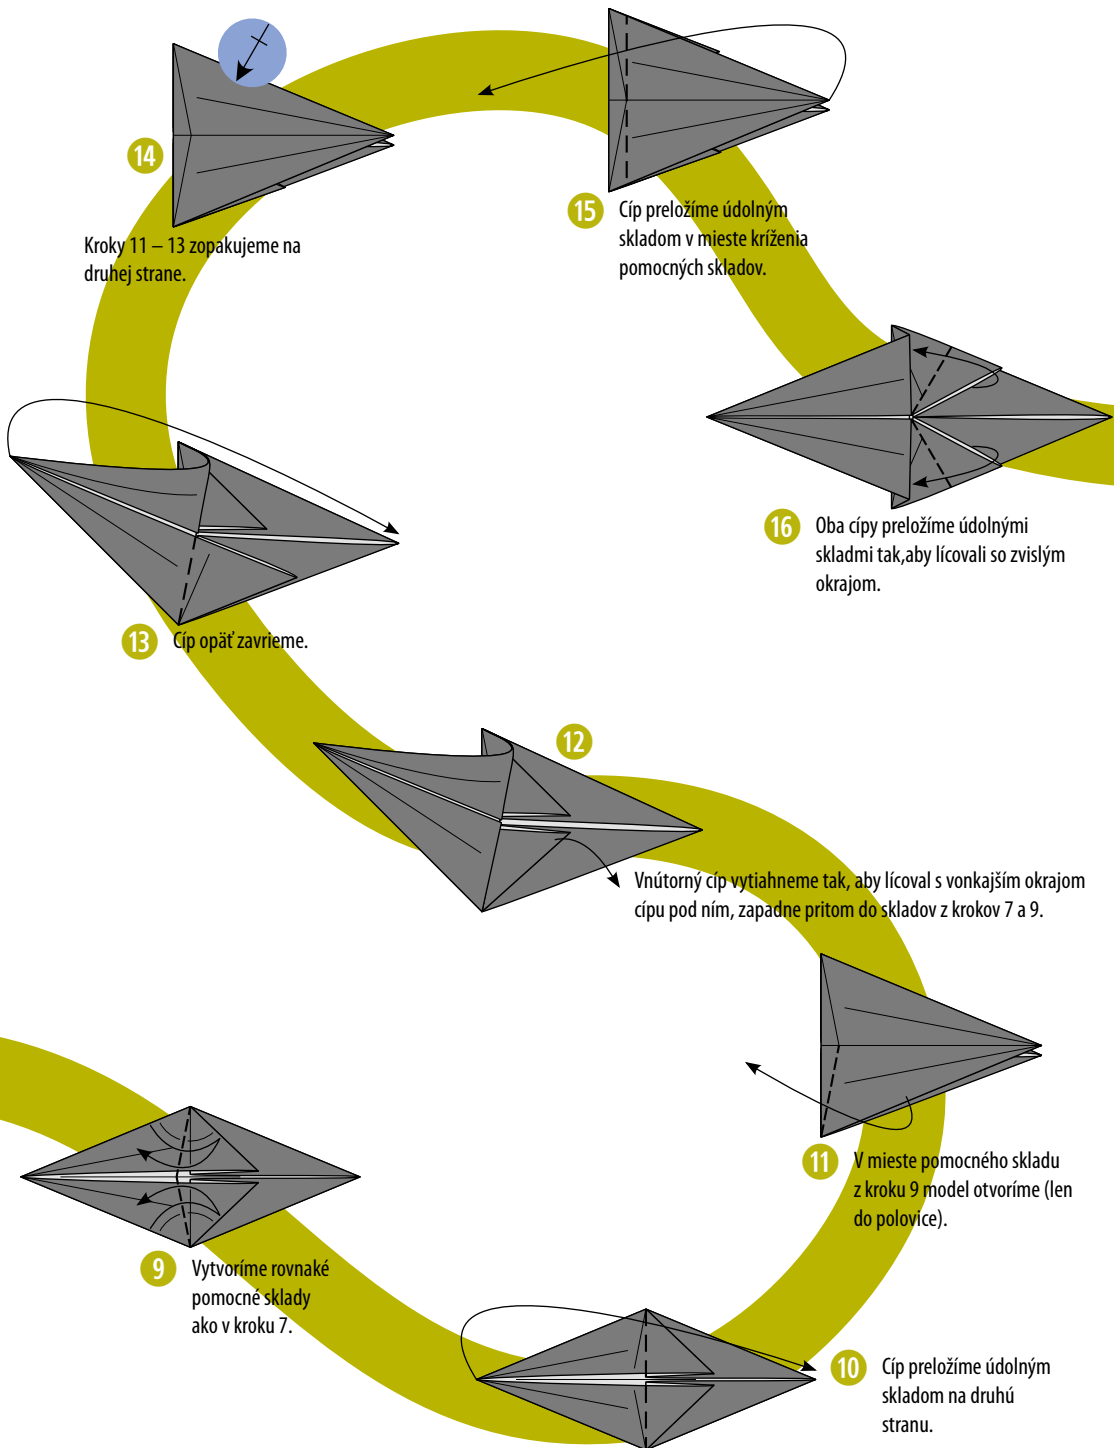 14
Kroky 11 – 13 zopakujeme na
druhej strane.
15
Cíp preložíme údolným
skladom v mieste kríženia
pomocných skladov.
16
Oba cípy preložíme údolnými
skladmi tak,aby lícovali so zvislým
okrajom.
13
Cíp opäť zavrieme.
12
Vnútorný cíp vytiahneme tak, aby lícoval s vonkajším okrajom
cípu pod ním, zapadne pritom do skladov z krokov 7 a 9.
11
V mieste pomocného skladu
z kroku 9 model otvoríme (len
do polovice).
9
Vytvoríme rovnaké
pomocné sklady
ako v kroku 7.
10
Cíp preložíme údolným
skladom na druhú
stranu.